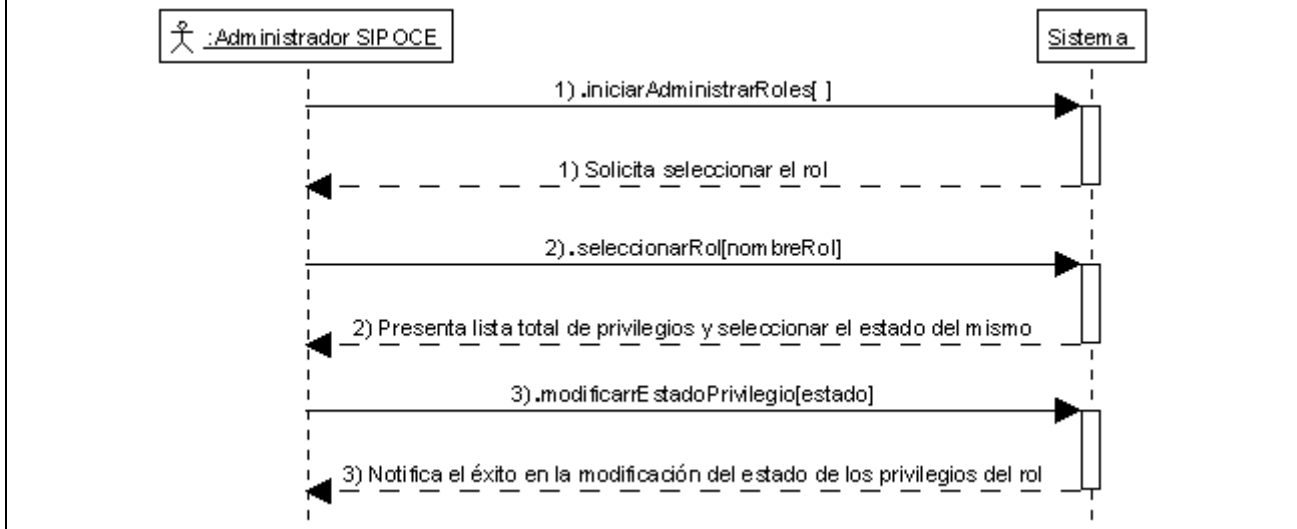 :Administrador SIPOCE
Sistema
1) .iniciarAdministrarRoles[ ]
1) Solicita seleccionar el rol
2).seleccionarRol[nombreRol]
2) Presenta lista total de privilegios y seleccionar el estado del mismo
3).modificarrEstadoPrivilegio[estado]
3) Notifica el éxito en la modificación del estado de los privilegios del rol